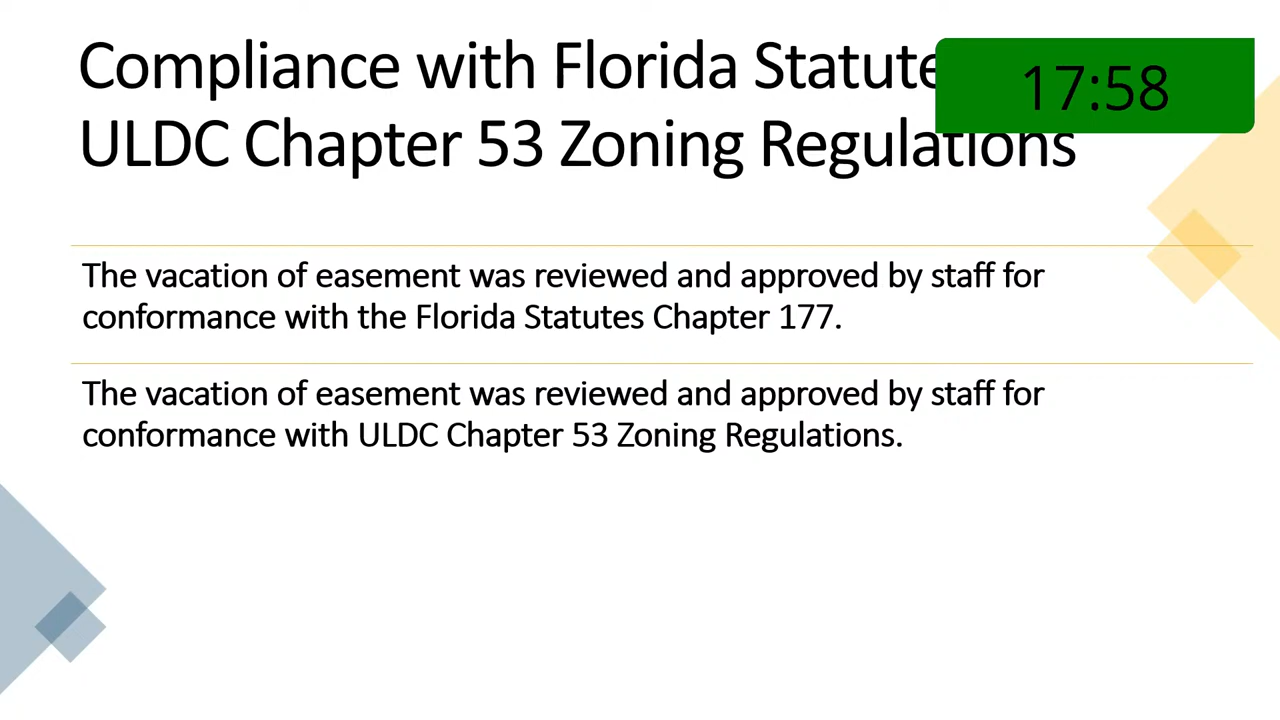 Compliance with Florida Statute
17:58
ULDC Chapter 53 Zoning Regulations
The vacation of easement was reviewed and approved by staff for
conformance with the Florida Statutes Chapter 177.
The vacation of easement was reviewed and approved by staff for
conformance with ULDC Chapter 53 Zoning Regulations.